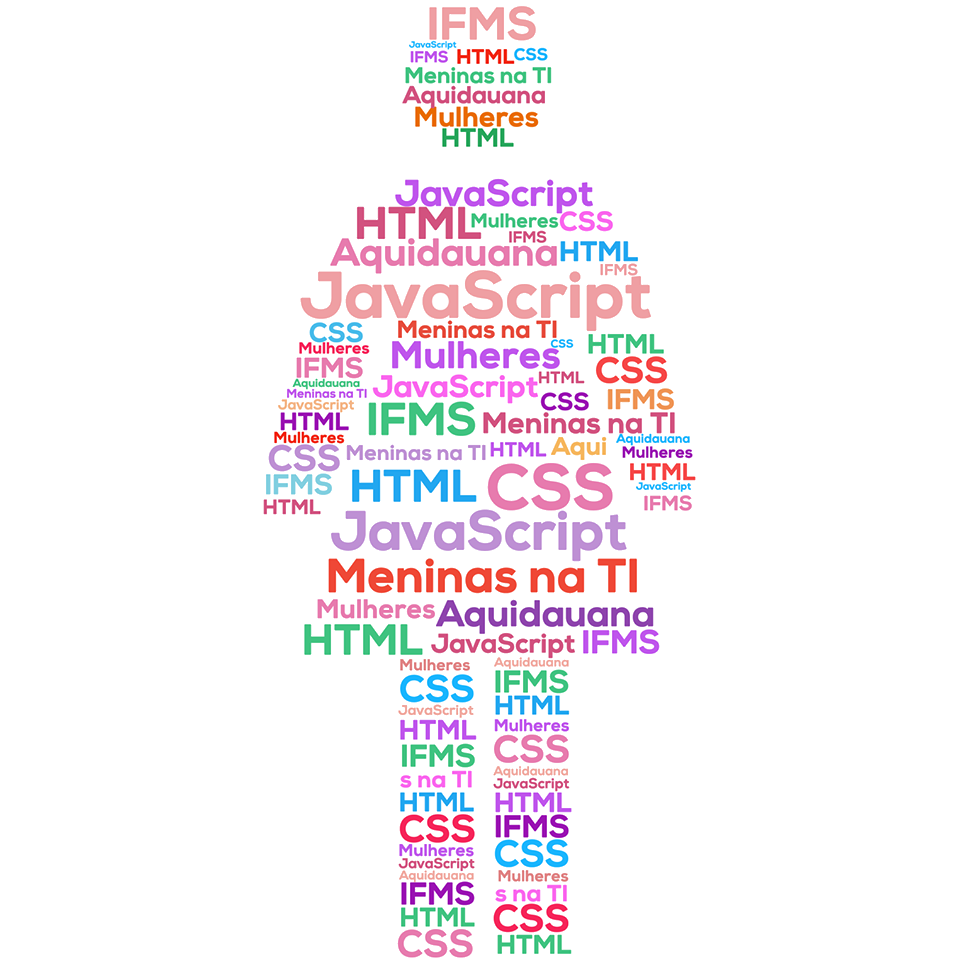 IFMS
JavaScript
IFMS HTML CSS
Meninas na TI
Aquidauana
Mulheres
HTML
JavaScript
HTML Mulheres CSS
IFMS
Aquidauana HTML
IFMS
JavaScript
CSS Meninas na TI
Mulheres Mulheres CSS HTML
IFMS JavaScript HTML CSS
Aquidauana
Meninas na TI CSS IFMS
JavaScript
HTML IFMS Meninas na TI
Mulheres Aquidauana
CSS Meninas na TI HTML Aqui Mulheres
IFMS HTML CSS HTML
JavaScript
HTML IFMS
JavaScript
Meninas na TI
Mulheres Aquidauana
HTML JavaScript IFMS
Mulheres Aquidauana
CSS IFMS
JavaScript HTML
HTML Mulheres
IFMS CSS
s na TI Aquidauana
JavaScript
HTML HTML
CSS IFMS
Mulheres CSS
JavaScript
Aquidauana Mulheres
IFMS s na TI
HTML CSS
CSS HTML